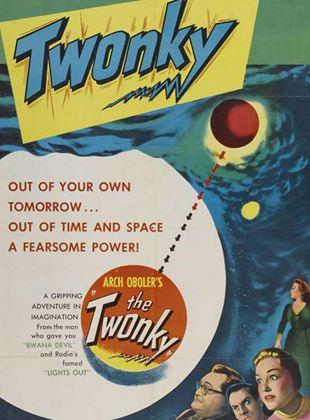 Twonky
OUT OF YOUR OWN
TOMORROW...
OUT OF TIME AND SPACE
A FEARSOME POWER!
ARCH OBOLER'S
"the
Twonky"
A GRIPPING
ADVENTURE IN
IMAGINATION
From the man
who gave you
"BWANA DEVIL"
and Radio's
famed
"LIGHTS OUT"